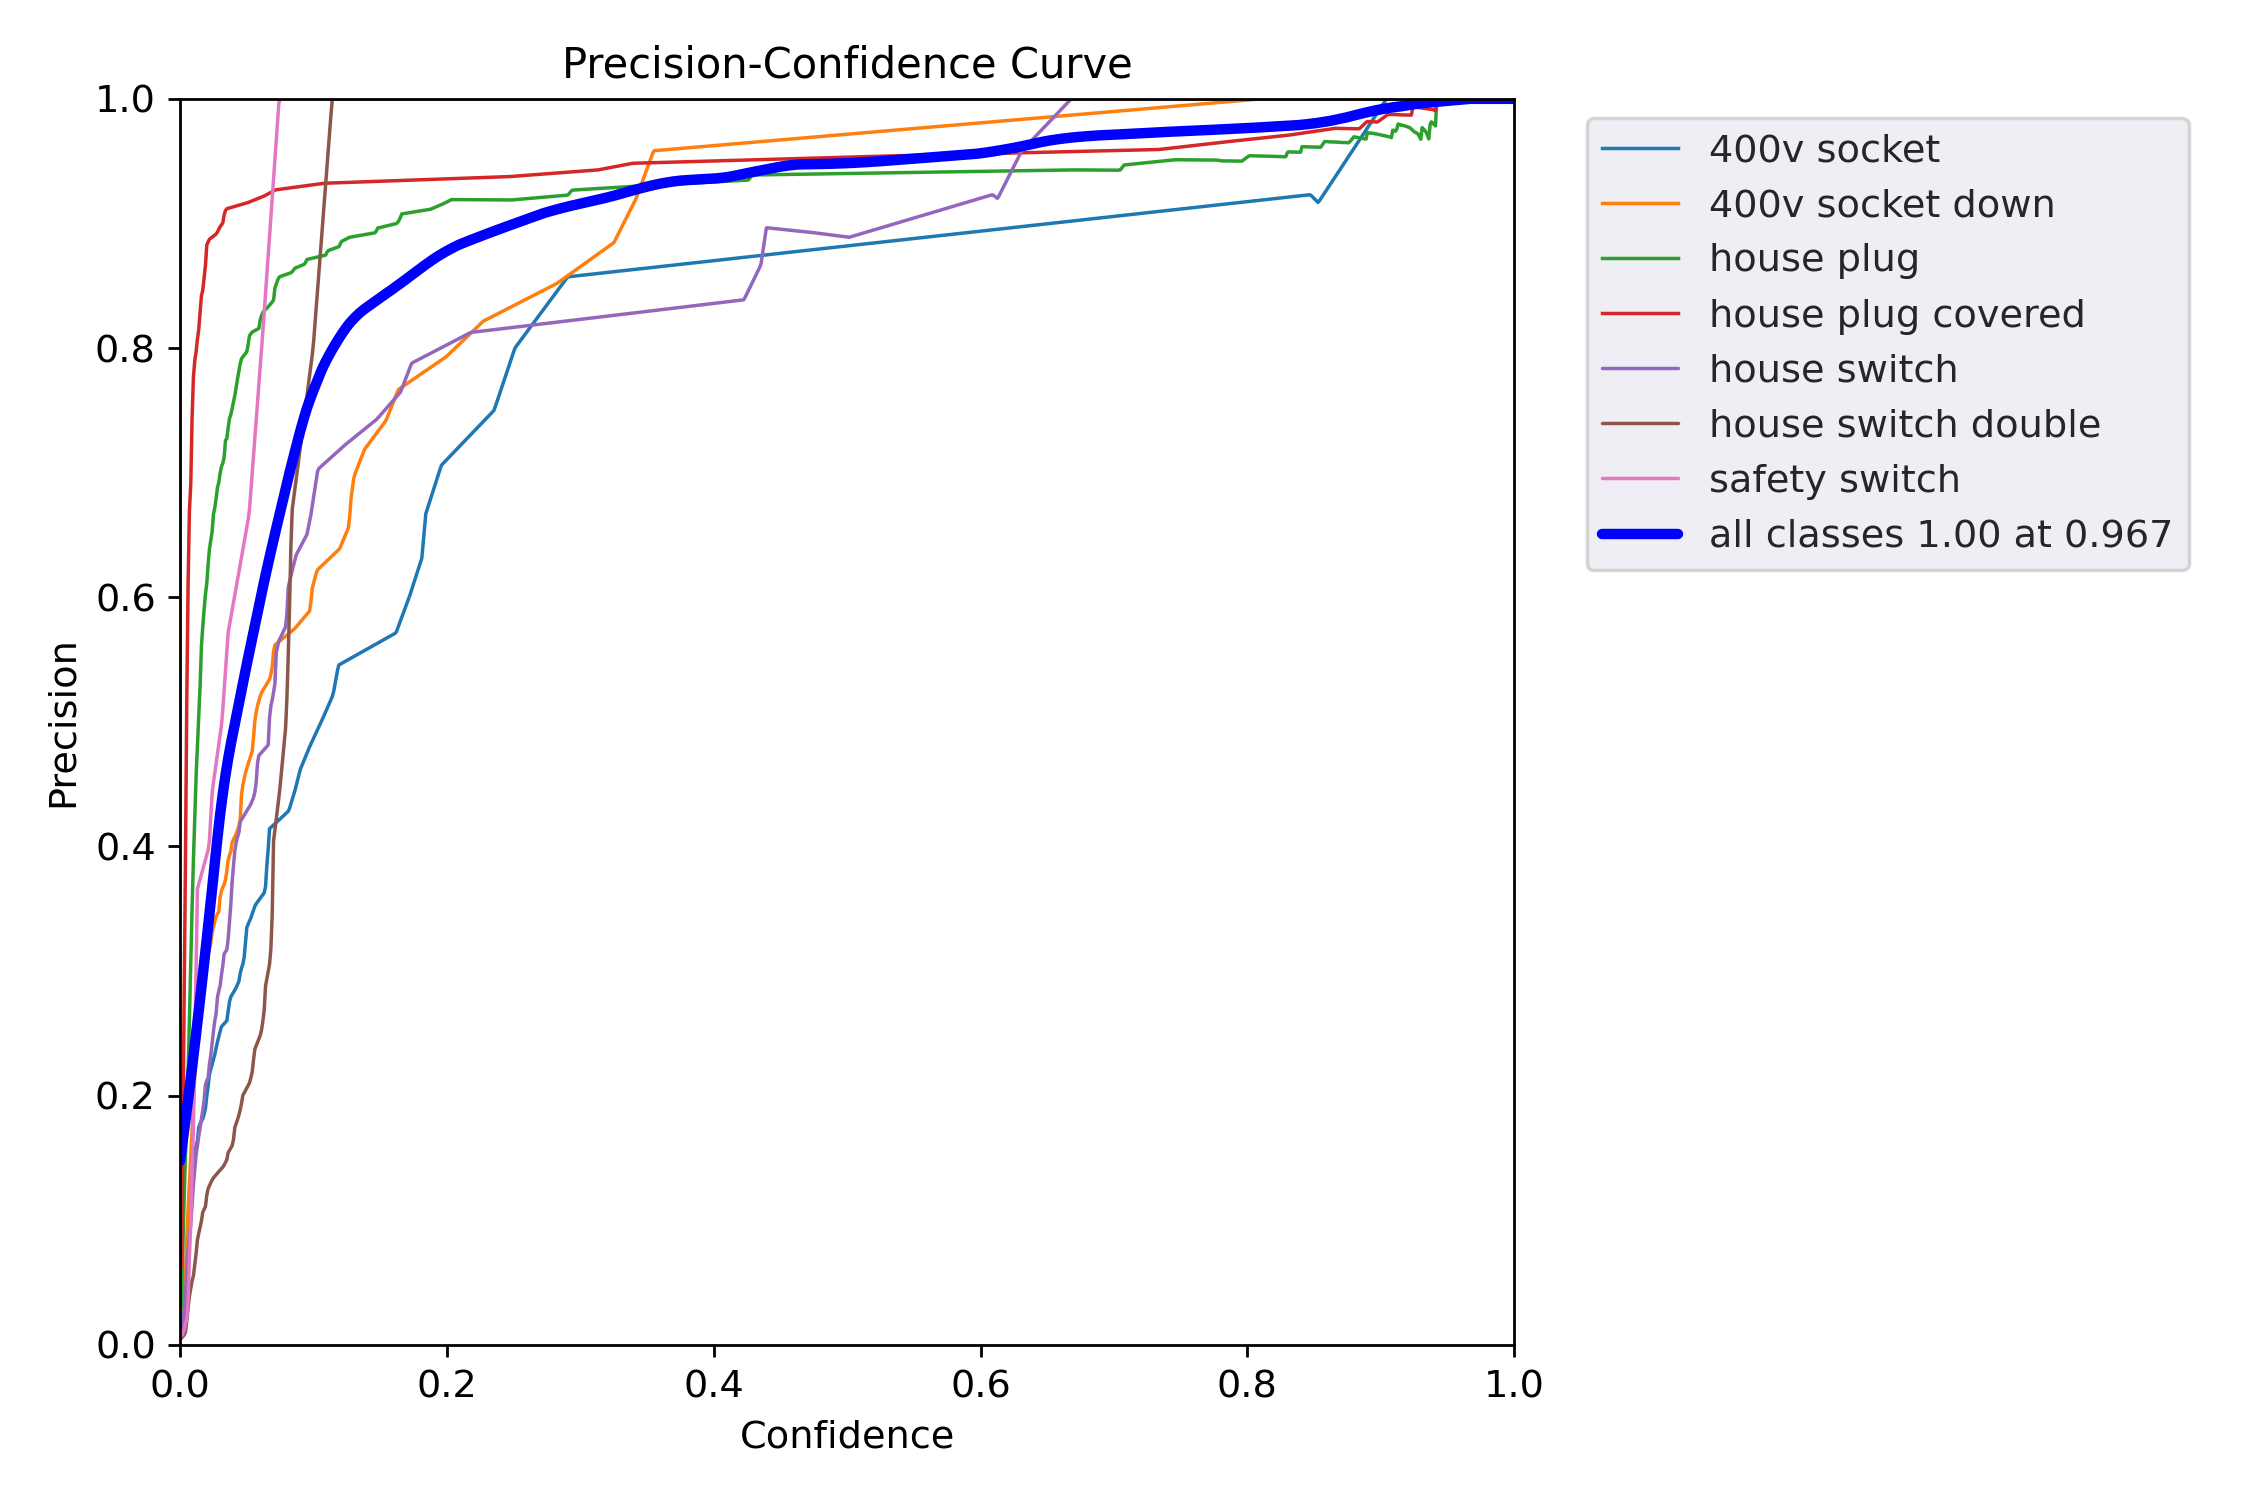 Precision-Confidence Curve
1.0
0.8
0.6
0.4
0.2
0.0
Precision
0.0 0.2 0.4 0.6 0.8 1.0
Confidence
400v socket
400v socket down
house plug
house plug covered
house switch
house switch double
safety switch
all classes 1.00 at 0.967